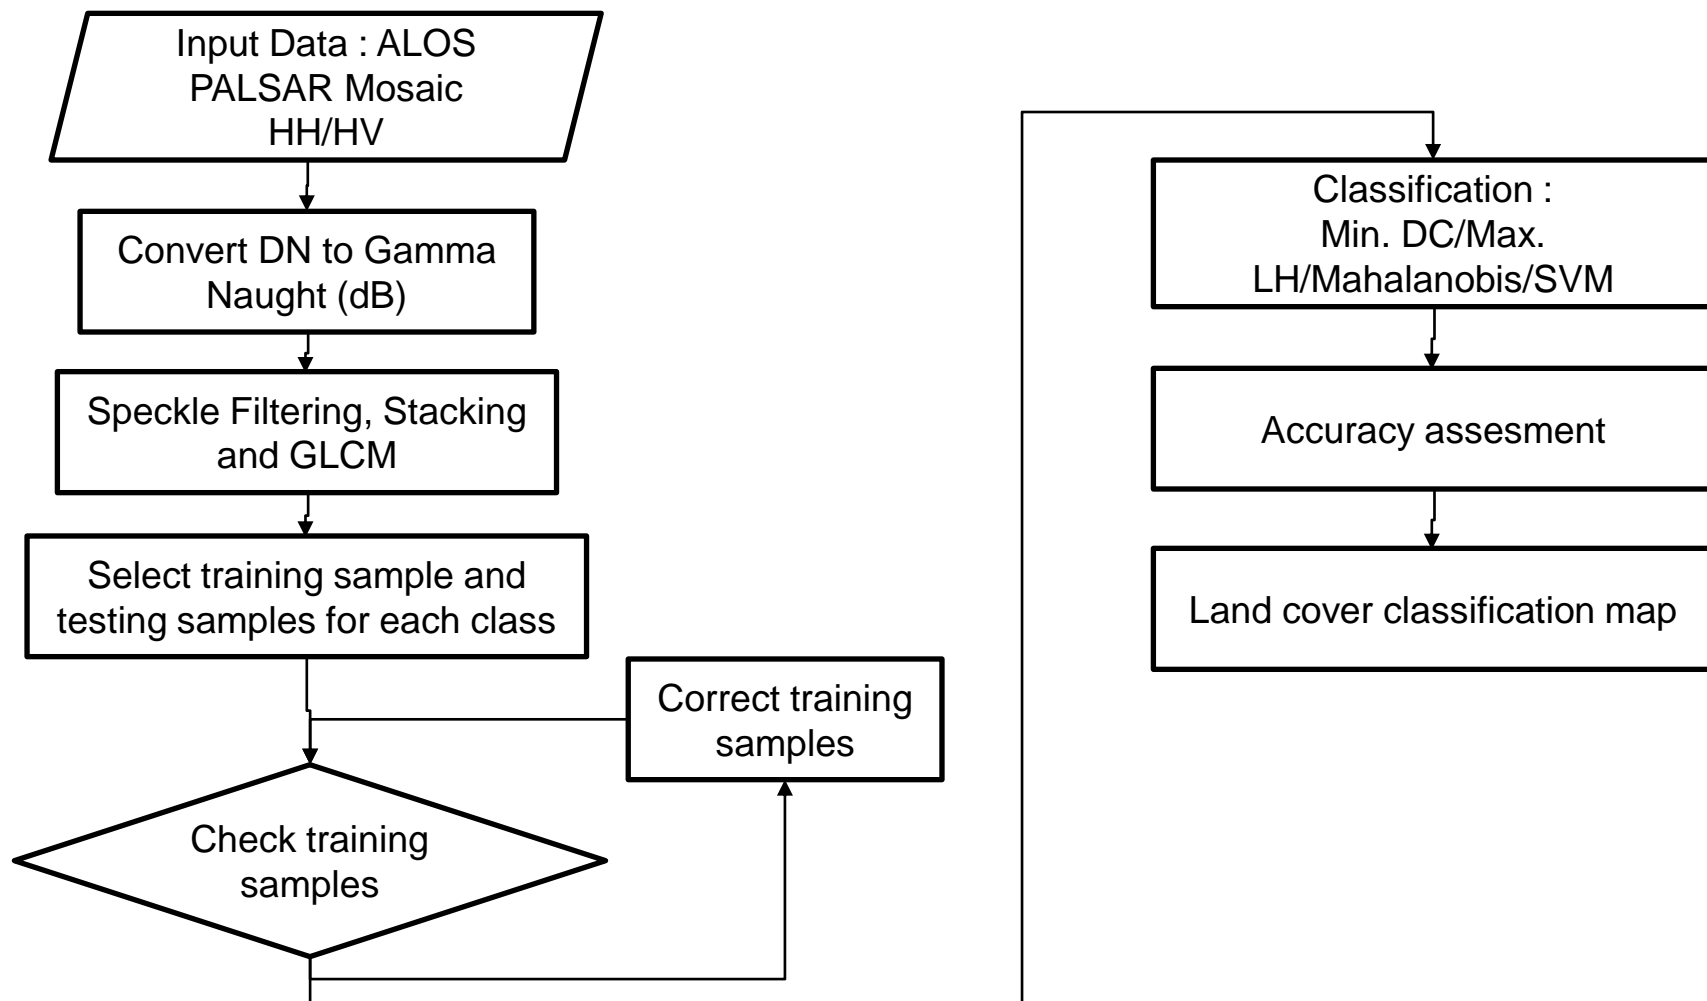 Input Data : ALOS
PALSAR Mosaic
HH/HV
Convert DN to Gamma
Naught (dB)
Speckle Filtering, Stacking
and GLCM
Select training sample and
testing samples for each class
Correct training
samples
Check training
samples
Classification :
Min. DC/Max.
LH/Mahalanobis/SVM
Accuracy assesment
Land cover classification map